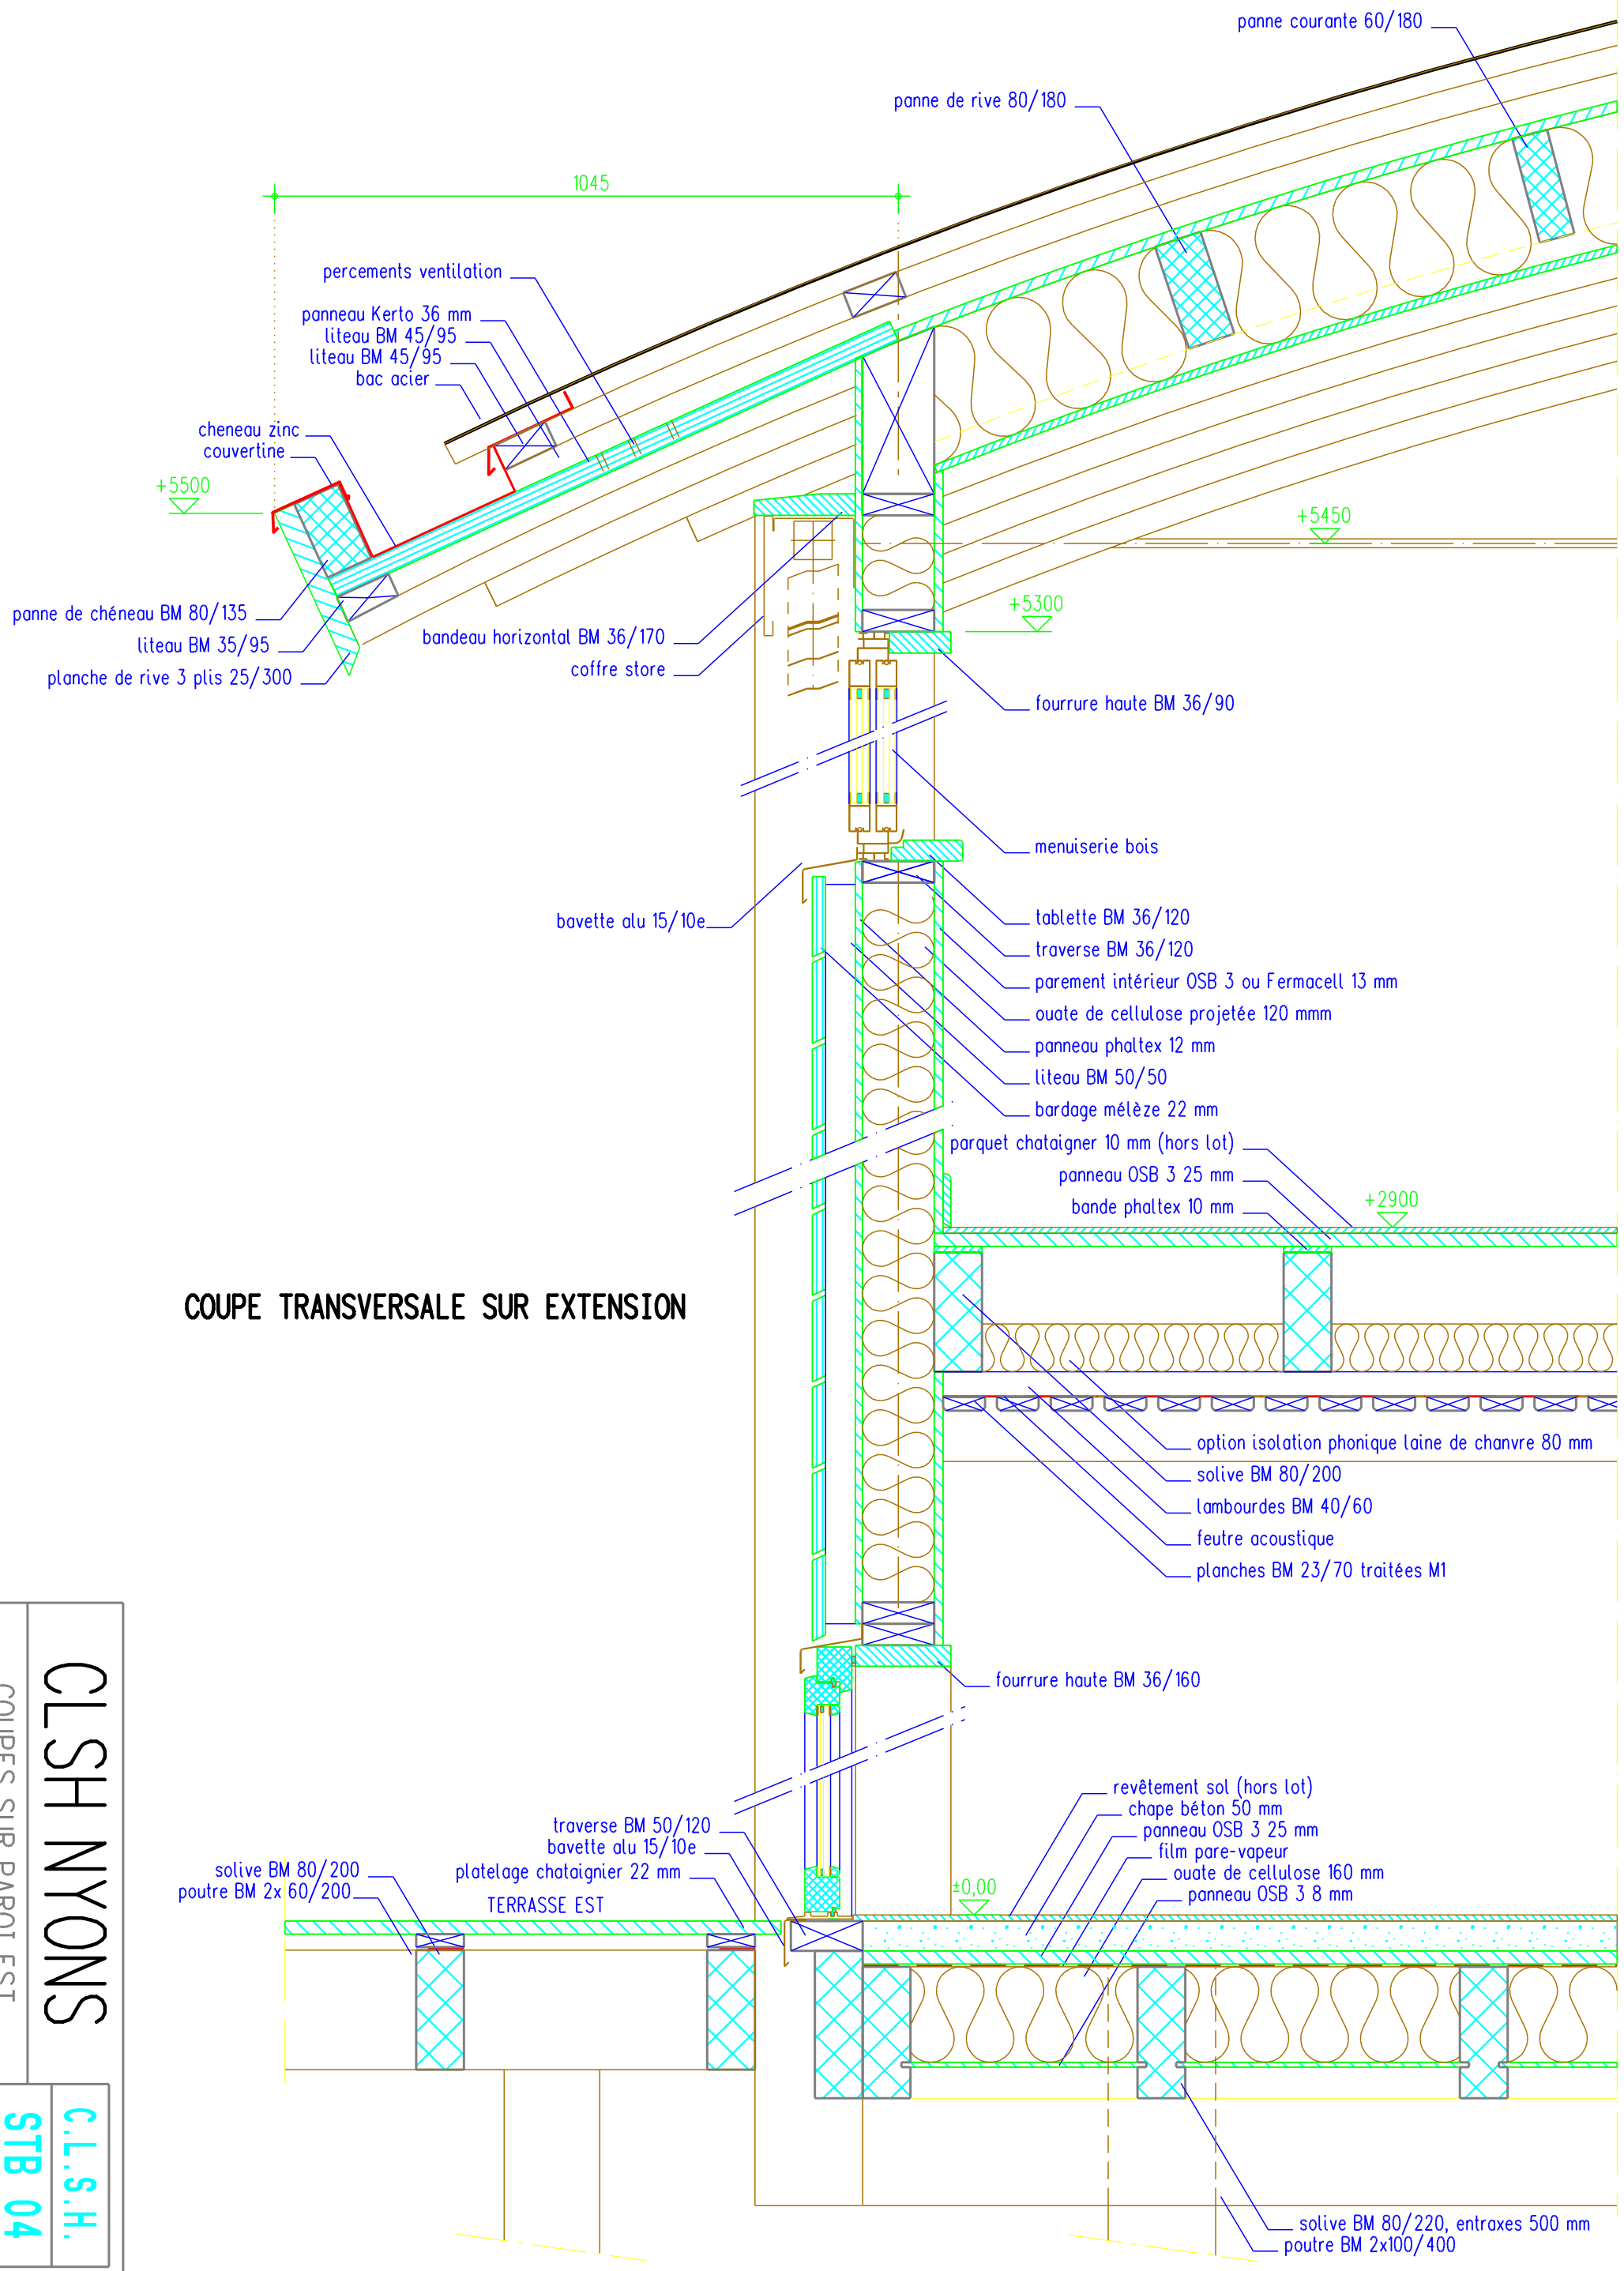 panne courante 60/180
panne de rive 80/180
1045
percements ventilation
panneau Kerto 36 mm
liteau BM 45/95
liteau BM 45/95
bac acier
cheneau zinc
couvertine
+5500
+5450
+5300
panne de chéneau BM 80/135
liteau BM 35/95
planche de rive 3 plis 25/300
bandeau horizontal BM 36/170
coffre store
fourrure haute BM 36/90
menuiserie bois
bavette alu 15/10e
tablette BM 36/120
traverse BM 36/120
parement intérieur OSB 3 ou Fermacell 13 mm
ouate de cellulose projetée 120 mmm
panneau phaltex 12 mm
liteau BM 50/50
bardage mélèze 22 mm
parquet chataigner 10 mm (hors lot)
panneau OSB 3 25 mm
bande phaltex 10 mm
+2900
COUPE TRANSVERSALE SUR EXTENSION
option isolation phonique laine de chanvre 80 mm
solive BM 80/200
lambourdes BM 40/60
feutre acoustique
planches BM 23/70 traitées M1
fourrure haute BM 36/160
revêtement sol (hors lot)
chape béton 50 mm
panneau OSB 3 25 mm
film pare-vapeur
ouate de cellulose 160 mm
panneau OSB 3 8 mm
±0,00
traverse BM 50/120
bavette alu 15/10e
platelage chataignier 22 mm
solive BM 80/200
poutre BM 2x 60/200
TERRASSE EST
solive BM 80/220, entraxes 500 mm
poutre BM 2x100/400
CLSH NYONS
COUPES SUR PAROI EST
C.L.S.H.
STB 04